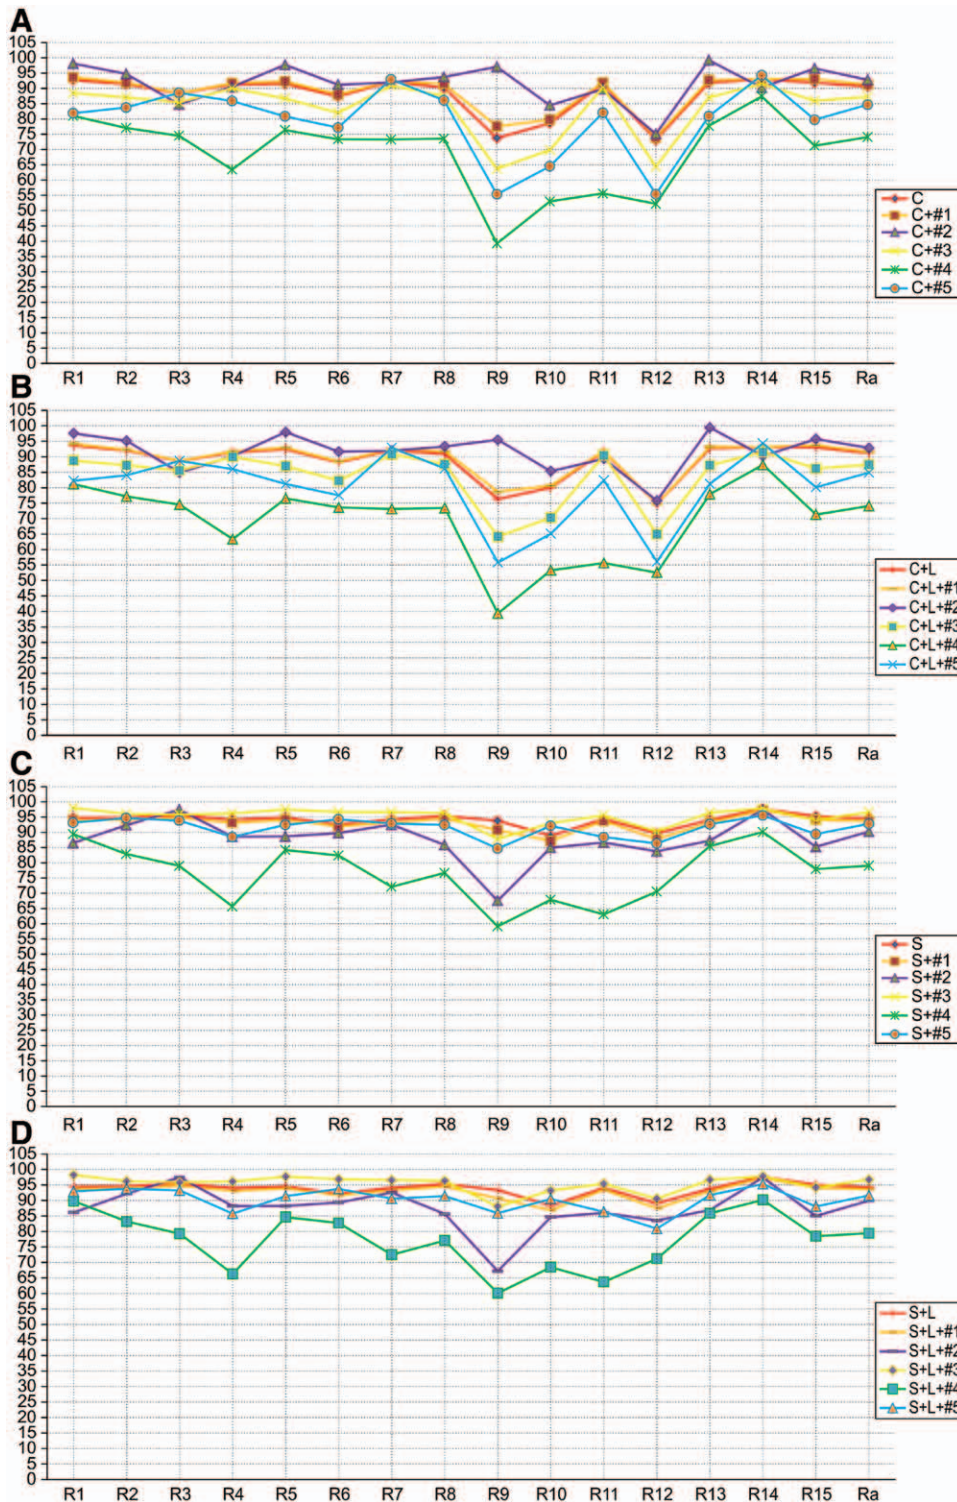 A
105
100
95
90
85
80
75
70
65
60
55
50
45
40
35
30
25
20
15
10
5
0
R1 R2 R3 R4 R5 R6 R7 R8 R9 R10 R11 R12 R13 R14 R15 Ra
C
C+#1
C+#2
C+#3
C+#4
C+#5
B
105
100
95
90
85
80
75
70
65
60
55
50
45
40
35
30
25
20
15
10
5
0
R1 R2 R3 R4 R5 R6 R7 R8 R9 R10 R11 R12 R13 R14 R15 Ra
C+L
C+L+#1
C+L+#2
C+L+#3
C+L+#4
C+L+#5
C
105
100
95
90
85
80
75
70
65
60
55
50
45
40
35
30
25
20
15
10
5
0
R1 R2 R3 R4 R5 R6 R7 R8 R9 R10 R11 R12 R13 R14 R15 Ra
S
S+#1
S+#2
S+#3
S+#4
S+#5
D
105
100
95
90
85
80
75
70
65
60
55
50
45
40
35
30
25
20
15
10
5
0
R1 R2 R3 R4 R5 R6 R7 R8 R9 R10 R11 R12 R13 R14 R15 Ra
S+L
S+L+#1
S+L+#2
S+L+#3
S+L+#4
S+L+#5